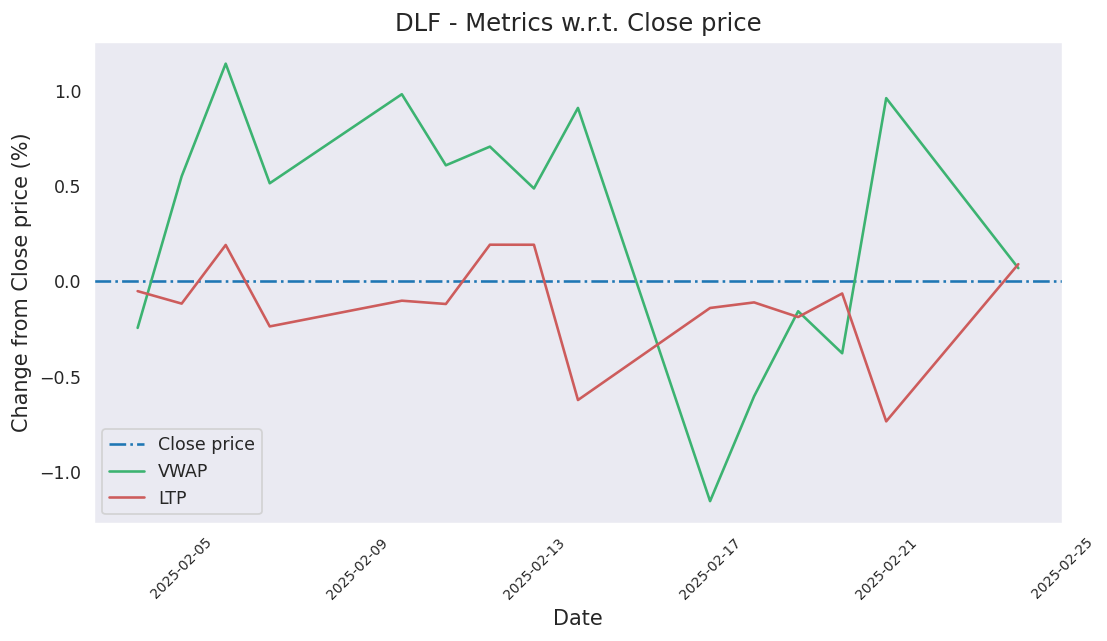 DLF - Metrics w.r.t. Close price
Change from Close price (%)
1.0
0.5
0.0
−0.5
−1.0
Close price
VWAP
LTP
2025-02-05
2025-02-09
2025-02-13
2025-02-17
2025-02-21
2025-02-25
Date